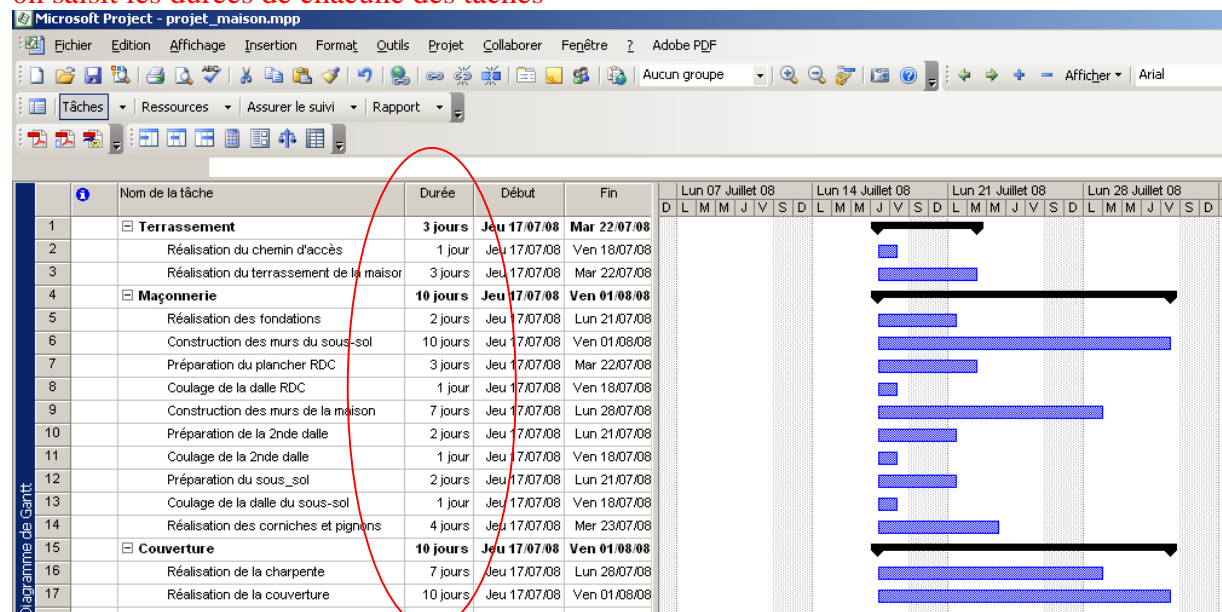 on saisit les durées de chacune des tâches
Microsoft Project - projet_maison.mpp
Fichier Edition Affichage Insertion Format Outils Projet Collaborer Fenêtre ? Adobe PDF
Aucun groupe Afficher Arial
Tâches Ressources Assurer le suivi Rapport
Nom de la tâche Durée Début Fin Lun 07 Juillet 08 Lun 14 Juillet 08 Lun 21 Juillet 08 Lun 28 Juillet 08
D L M M J V S D L M M J V S D L M M J V S D L M M J V S D
1 Terrassement 3 jours Jeu 17/07/08 Mar 22/07/08
2 Réalisation du chemin d'accès 1 jour Jeu 17/07/08 Ven 18/07/08
3 Réalisation du terrassement de la maison 3 jours Jeu 17/07/08 Mar 22/07/08
4 Maçonnerie 10 jours Jeu 17/07/08 Ven 01/08/08
5 Réalisation des fondations 2 jours Jeu 17/07/08 Lun 21/07/08
6 Construction des murs du sous-sol 10 jours Jeu 17/07/08 Ven 01/08/08
7 Préparation du plancher RDC 3 jours Jeu 17/07/08 Mar 22/07/08
8 Coulage de la dalle RDC 1 jour Jeu 17/07/08 Ven 18/07/08
9 Construction des murs de la maison 7 jours Jeu 17/07/08 Lun 28/07/08
10 Préparation de la 2nde dalle 2 jours Jeu 17/07/08 Lun 21/07/08
11 Coulage de la 2nde dalle 1 jour Jeu 17/07/08 Ven 18/07/08
12 Préparation du sous_sol 2 jours Jeu 17/07/08 Lun 21/07/08
13 Coulage de la dalle du sous-sol 1 jour Jeu 17/07/08 Ven 18/07/08
14 Réalisation des corniches et pignons 4 jours Jeu 17/07/08 Mer 23/07/08
15 Couverture 10 jours Jeu 17/07/08 Ven 01/08/08
16 Réalisation de la charpente 7 jours Jeu 17/07/08 Lun 28/07/08
17 Réalisation de la couverture 10 jours Jeu 17/07/08 Ven 01/08/08
Diagramme de Gantt